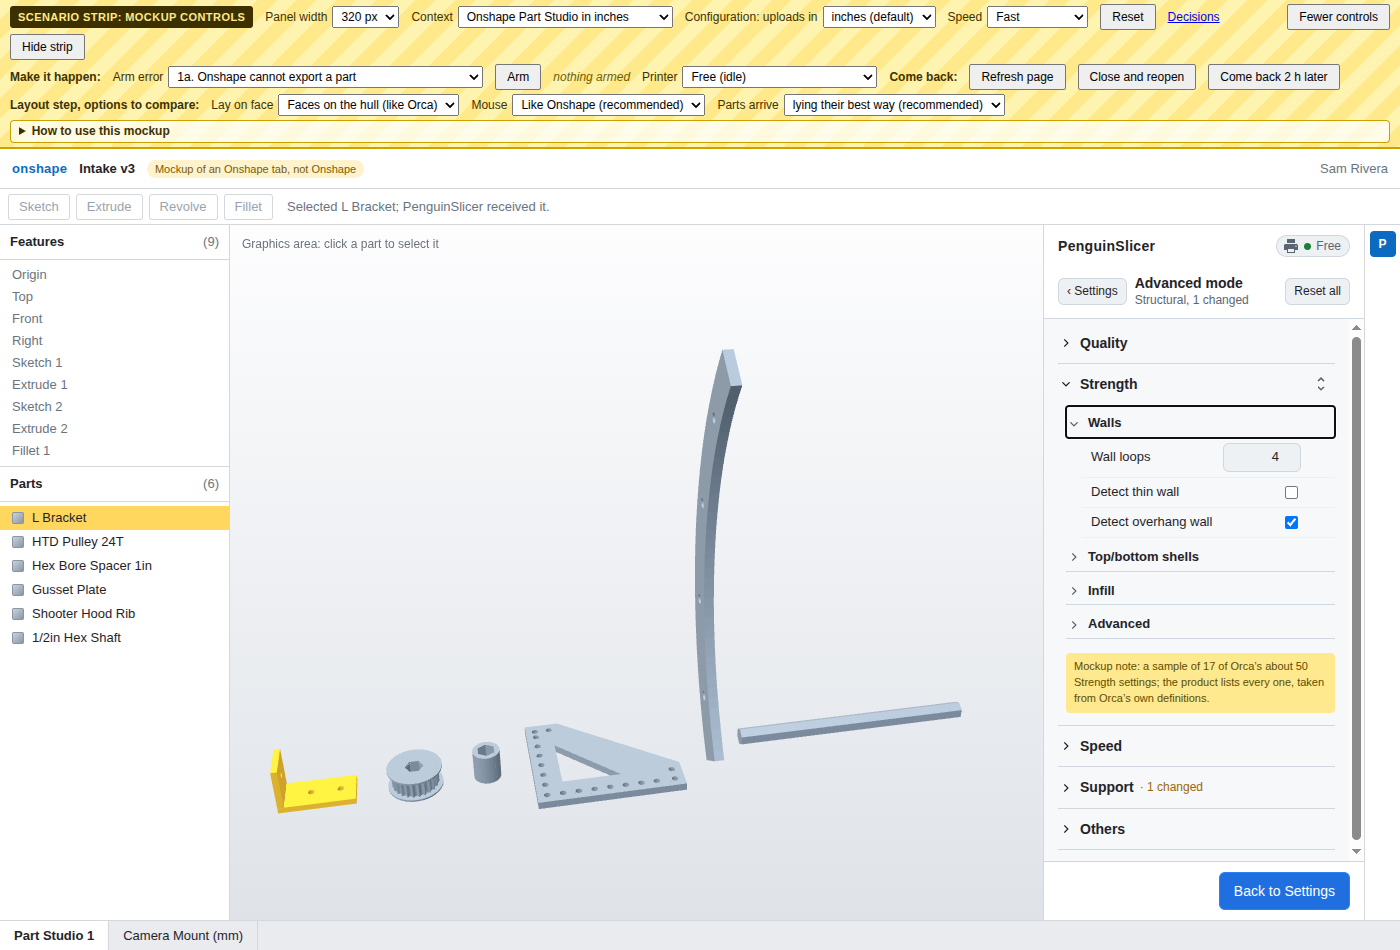 SCENARIO STRIP: MOCKUP CONTROLS Panel width 320 px Context Onshape Part Studio in inches Configuration: uploads in inches (default) Speed Fast Reset Decisions Fewer controls
Hide strip
Make it happen: Arm error 1a. Onshape cannot export a part Arm nothing armed Printer Free (idle) Come back: Refresh page Close and reopen Come back 2 h later
Layout step, options to compare: Lay on face Faces on the hull (like Orca) Mouse Like Onshape (recommended) Parts arrive lying their best way (recommended)
How to use this mockup
onshape Intake v3 Mockup of an Onshape tab, not Onshape Sam Rivera
Sketch Extrude Revolve Fillet Selected L Bracket; PenguinSlicer received it.
Features (9)
Origin
Top
Front
Right
Sketch 1
Extrude 1
Sketch 2
Extrude 2
Fillet 1
Parts (6)
L Bracket
HTD Pulley 24T
Hex Bore Spacer 1in
Gusset Plate
Shooter Hood Rib
1/2in Hex Shaft
Graphics area: click a part to select it
PenguinSlicer Free
P
‹ Settings Advanced mode Reset all
Structural, 1 changed
Quality
Strength
Walls
Wall loops 4
Detect thin wall
Detect overhang wall
Top/bottom shells
Infill
Advanced
Mockup note: a sample of 17 of Orca's about 50
Strength settings; the product lists every one, taken
from Orca's own definitions.
Speed
Support · 1 changed
Others
Back to Settings
Part Studio 1 Camera Mount (mm)